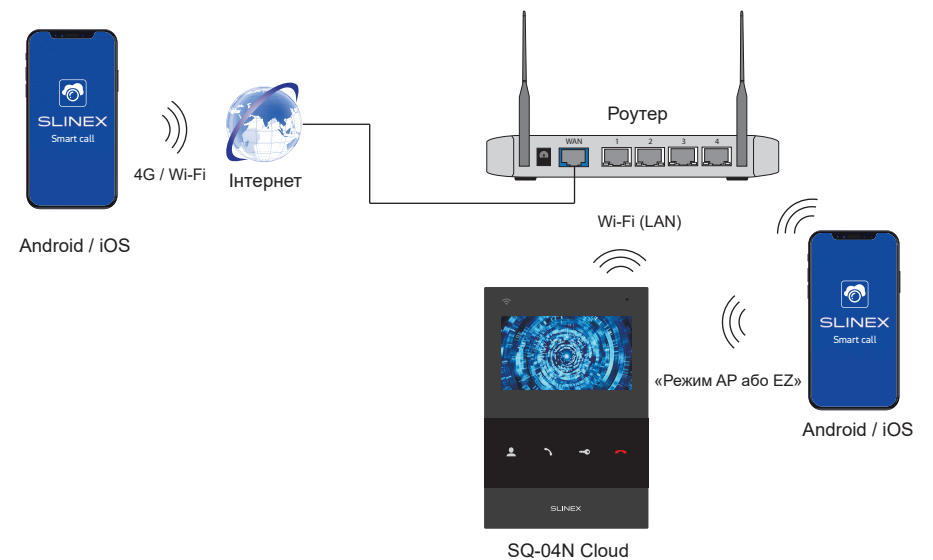 SLINEX
Smart call
4G / Wi-Fi
Інтернет
Android / iOS
Роутер
WAN
1
2
3
4
Wi-Fi (LAN)
SLINEX
Smart call
«Режим AP або EZ»
Android / iOS
SLINEX
SQ-04N Cloud